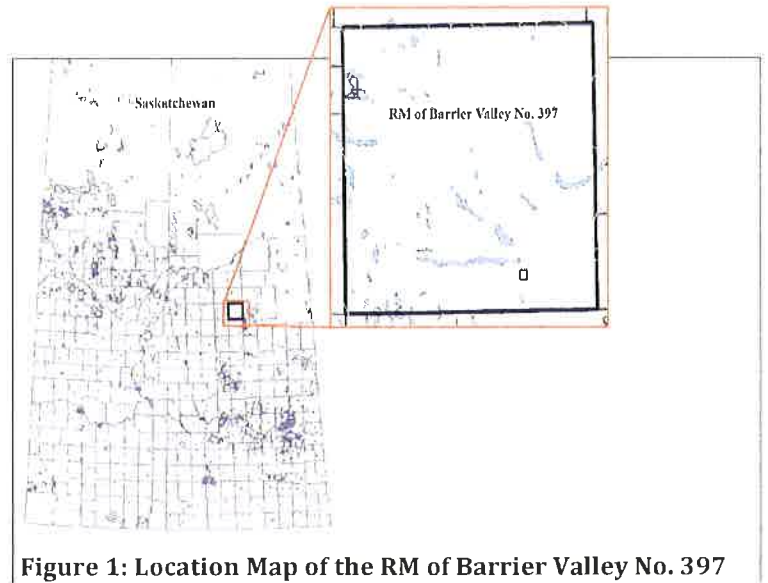 Saskatchewan
RM of Barrier Valley No. 397
Figure 1: Location Map of the RM of Barrier Valley No. 397